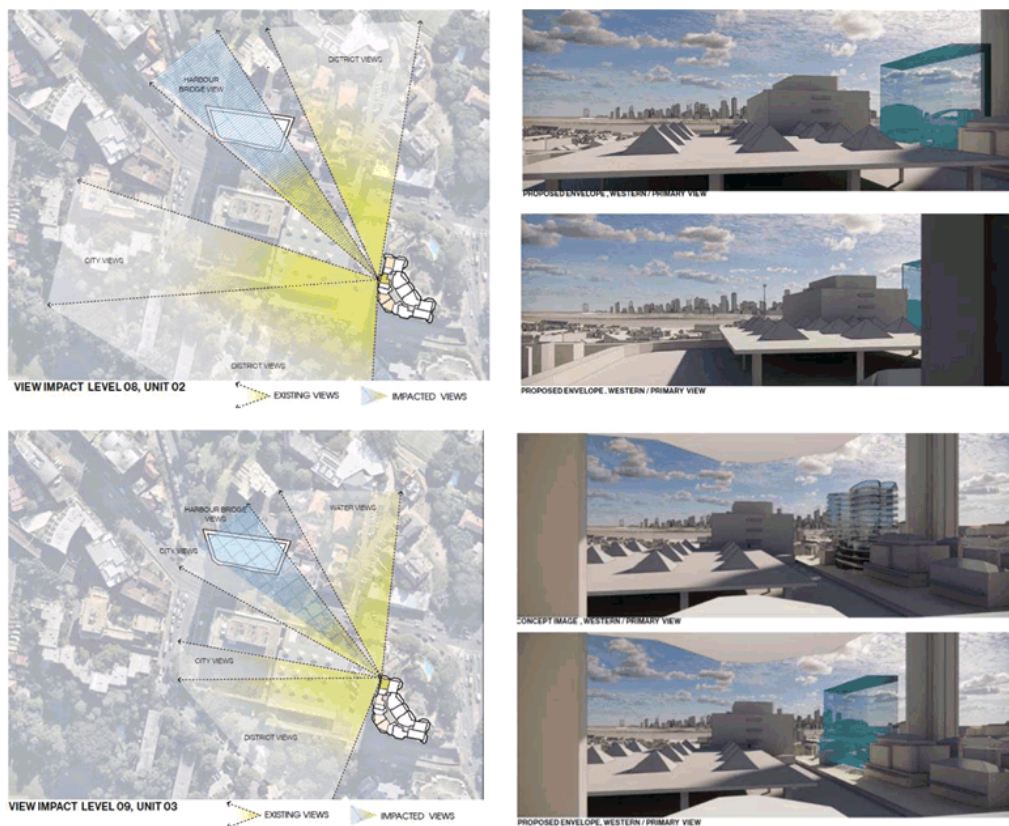 DISTRICT VIEWS
HARBOUR
BRIDGE VIEW
CITY VIEWS
DISTRICT VIEWS
VIEW IMPACT LEVEL 08, UNIT 02
EXISTING VIEWS
IMPACTED VIEWS
PROPOSED ENVELOPE, WESTERN / PRIMARY VIEW
PROPOSED ENVELOPE, WESTERN / PRIMARY VIEW
HARBOUR BRIDGE
VIEWS
WATER VIEWS
CITY VIEWS
CITY VIEWS
DISTRICT VIEWS
VIEW IMPACT LEVEL 09, UNIT 03
EXISTING VIEWS
IMPACTED VIEWS
CONCEPT IMAGE, WESTERN / PRIMARY VIEW
PROPOSED ENVELOPE, WESTERN / PRIMARY VIEW